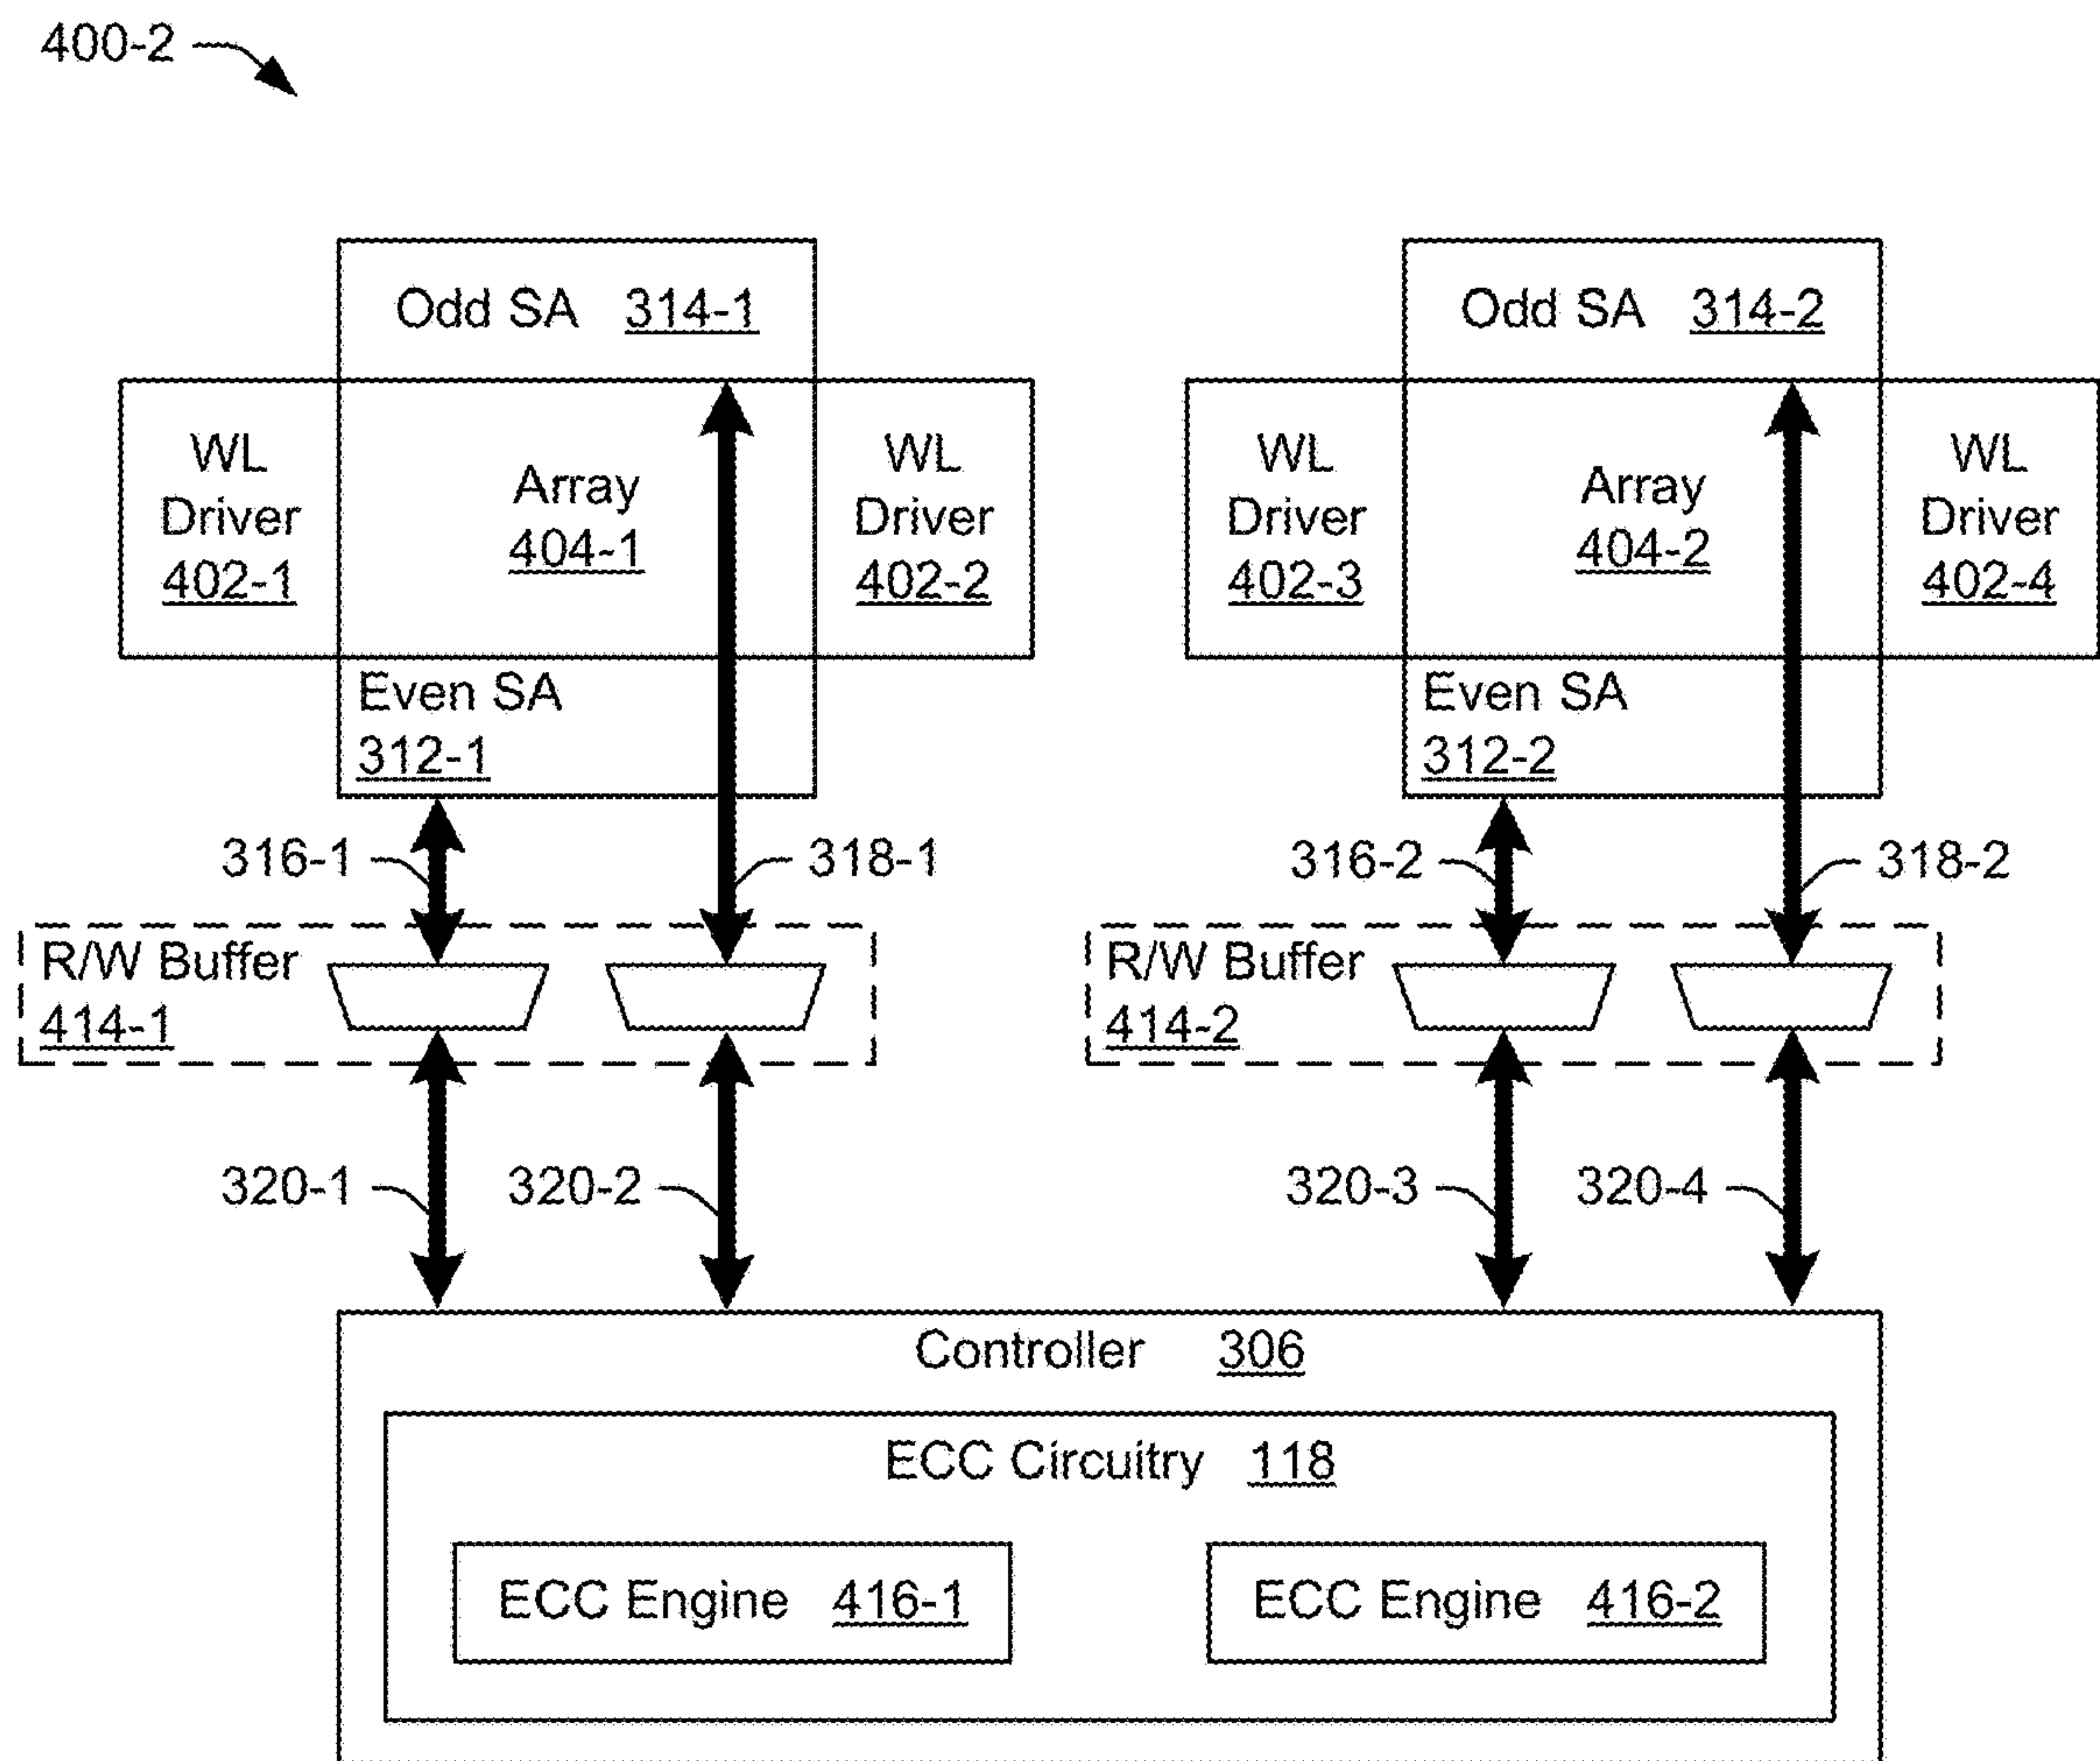 400-2
Odd SA 314-1
Odd SA 314-2
WL
Driver
402-1
Array
404-1
WL
Driver
402-2
WL
Driver
402-3
Array
404-2
WL
Driver
402-4
Even SA
312-1
Even SA
312-2
316-1
318-1
316-2
318-2
R/W Buffer
414-1
R/W Buffer
414-2
320-1
320-2
320-3
320-4
Controller 306
ECC Circuitry 118
ECC Engine 416-1
ECC Engine 416-2